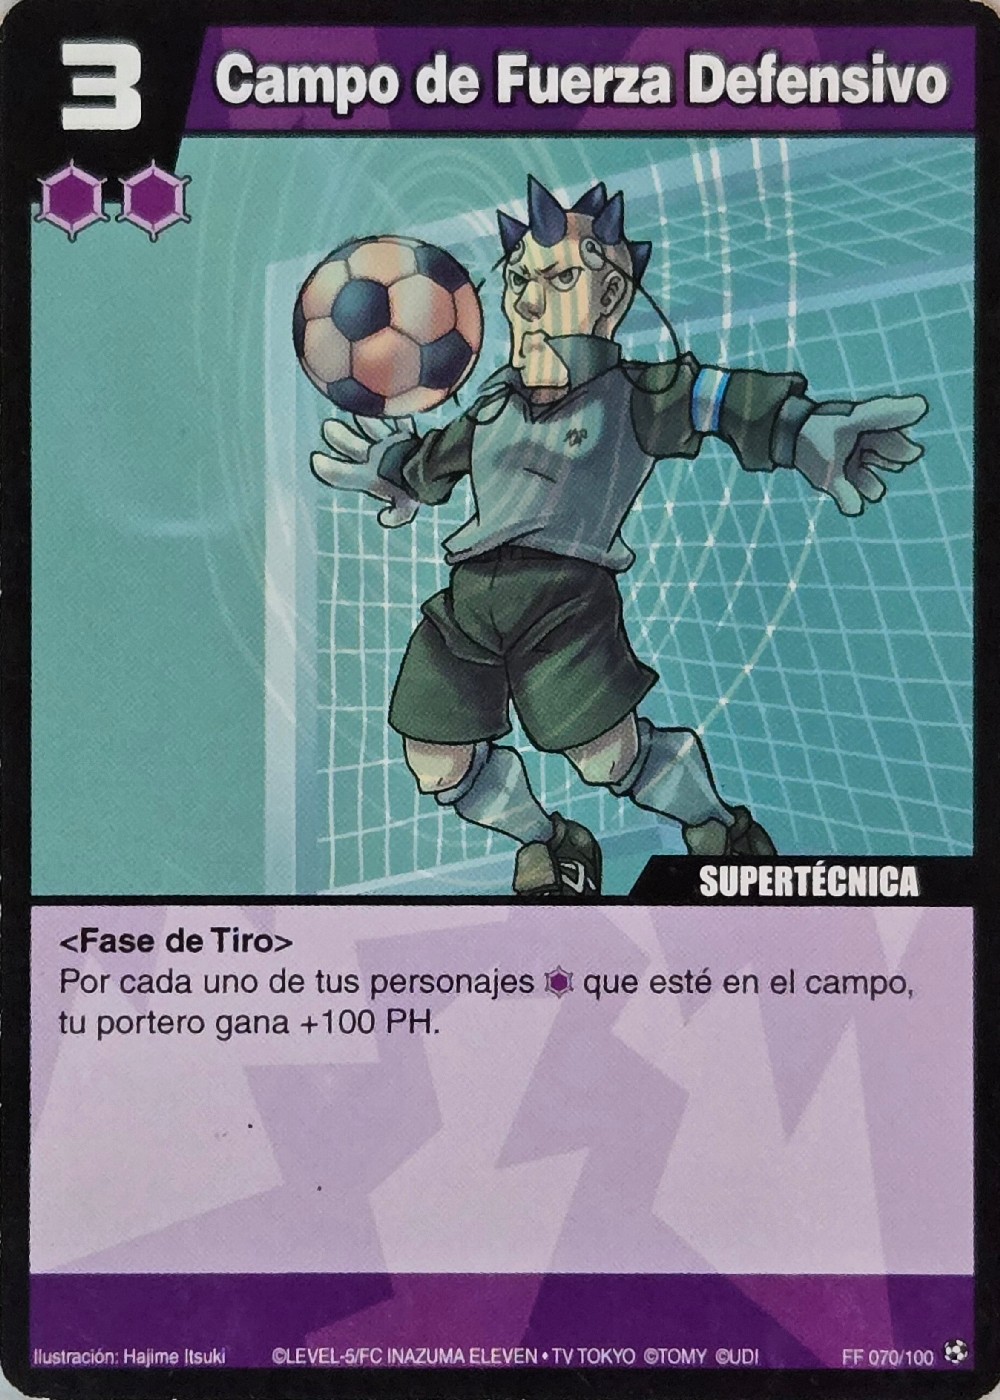 3
Campo de Fuerza Defensivo
SUPERTÉCNICA
<Fase de Tiro>
Por cada uno de tus personajes que esté en el campo,
tu portero gana +100 PH.
Ilustración: Hajime Itsuki
©LEVEL-5/FC INAZUMA ELEVEN • TV TOKYO ©TOMY ©UDI
FF 070/100